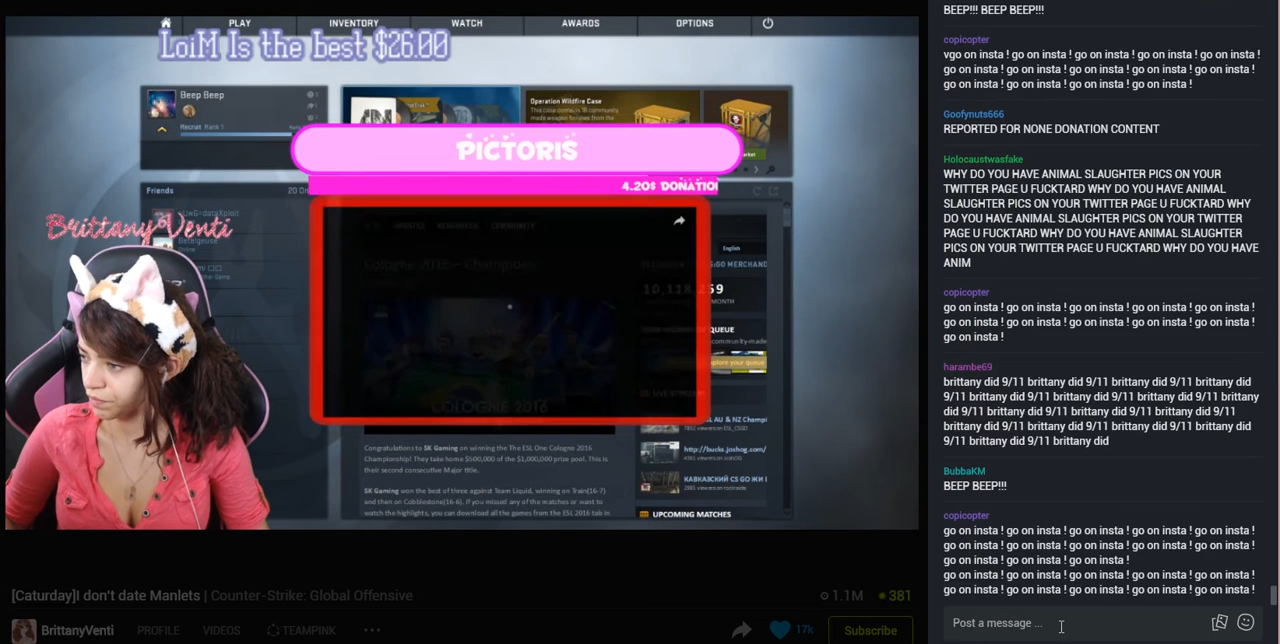 PLAY
INVENTORY
WATCH
AWARDS
OPTIONS
LoiM Is the best $26.00
Beep Beep
Recruit Rank 1
Operation Wildfire Case
PICTORIS
4.20$ DONATION
Friends
BrittanyVenti
English
10,118,259
MONTH
QUEUE
COLOGNE 2016
Congratulations to SK Gaming on winning the The ESL One Cologne 2016
Championship! They take home $500,000 of the $1,000,000 prize pool. This is
their second consecutive Major title.
SK Gaming won the best of three against Team Liquid, winning on Train(16-7)
and then on Cobblestone(16-6). If you missed any of the matches or want to
watch the highlights, you can download all the games from the ESL 2016 tab in
UPCOMING MATCHES
[Caturday]I don't date Manlets | Counter-Strike: Global Offensive
1.1M
381
BrittanyVenti
PROFILE
VIDEOS
TEAMPINK
17k
Subscribe
BEEP!!! BEEP BEEP!!!
copicopter
vgo on insta ! go on insta ! go on insta ! go on insta ! go on insta !
go on insta ! go on insta ! go on insta ! go on insta ! go on insta !
go on insta ! go on insta ! go on insta ! go on insta !
Goofynuts666
REPORTED FOR NONE DONATION CONTENT
Holocaustwasfake
WHY DO YOU HAVE ANIMAL SLAUGHTER PICS ON YOUR
TWITTER PAGE U FUCKTARD WHY DO YOU HAVE ANIMAL
SLAUGHTER PICS ON YOUR TWITTER PAGE U FUCKTARD WHY
DO YOU HAVE ANIMAL SLAUGHTER PICS ON YOUR TWITTER
PAGE U FUCKTARD WHY DO YOU HAVE ANIMAL SLAUGHTER
PICS ON YOUR TWITTER PAGE U FUCKTARD WHY DO YOU HAVE
ANIM
copicopter
go on insta ! go on insta ! go on insta ! go on insta ! go on insta !
go on insta ! go on insta ! go on insta ! go on insta ! go on insta !
go on insta !
harambe69
brittany did 9/11 brittany did 9/11 brittany did 9/11 brittany did
9/11 brittany did 9/11 brittany did 9/11 brittany did 9/11 brittany
did 9/11 brittany did 9/11 brittany did 9/11 brittany did 9/11
brittany did 9/11 brittany did 9/11 brittany did 9/11 brittany did
9/11 brittany did 9/11 brittany did
BubbaKM
BEEP BEEP!!!
copicopter
go on insta ! go on insta ! go on insta ! go on insta ! go on insta !
go on insta ! go on insta ! go on insta ! go on insta ! go on insta !
go on insta ! go on insta ! go on insta !
go on insta ! go on insta ! go on insta ! go on insta ! go on insta !
go on insta ! go on insta ! go on insta ! go on insta ! go on insta !
Post a message ...